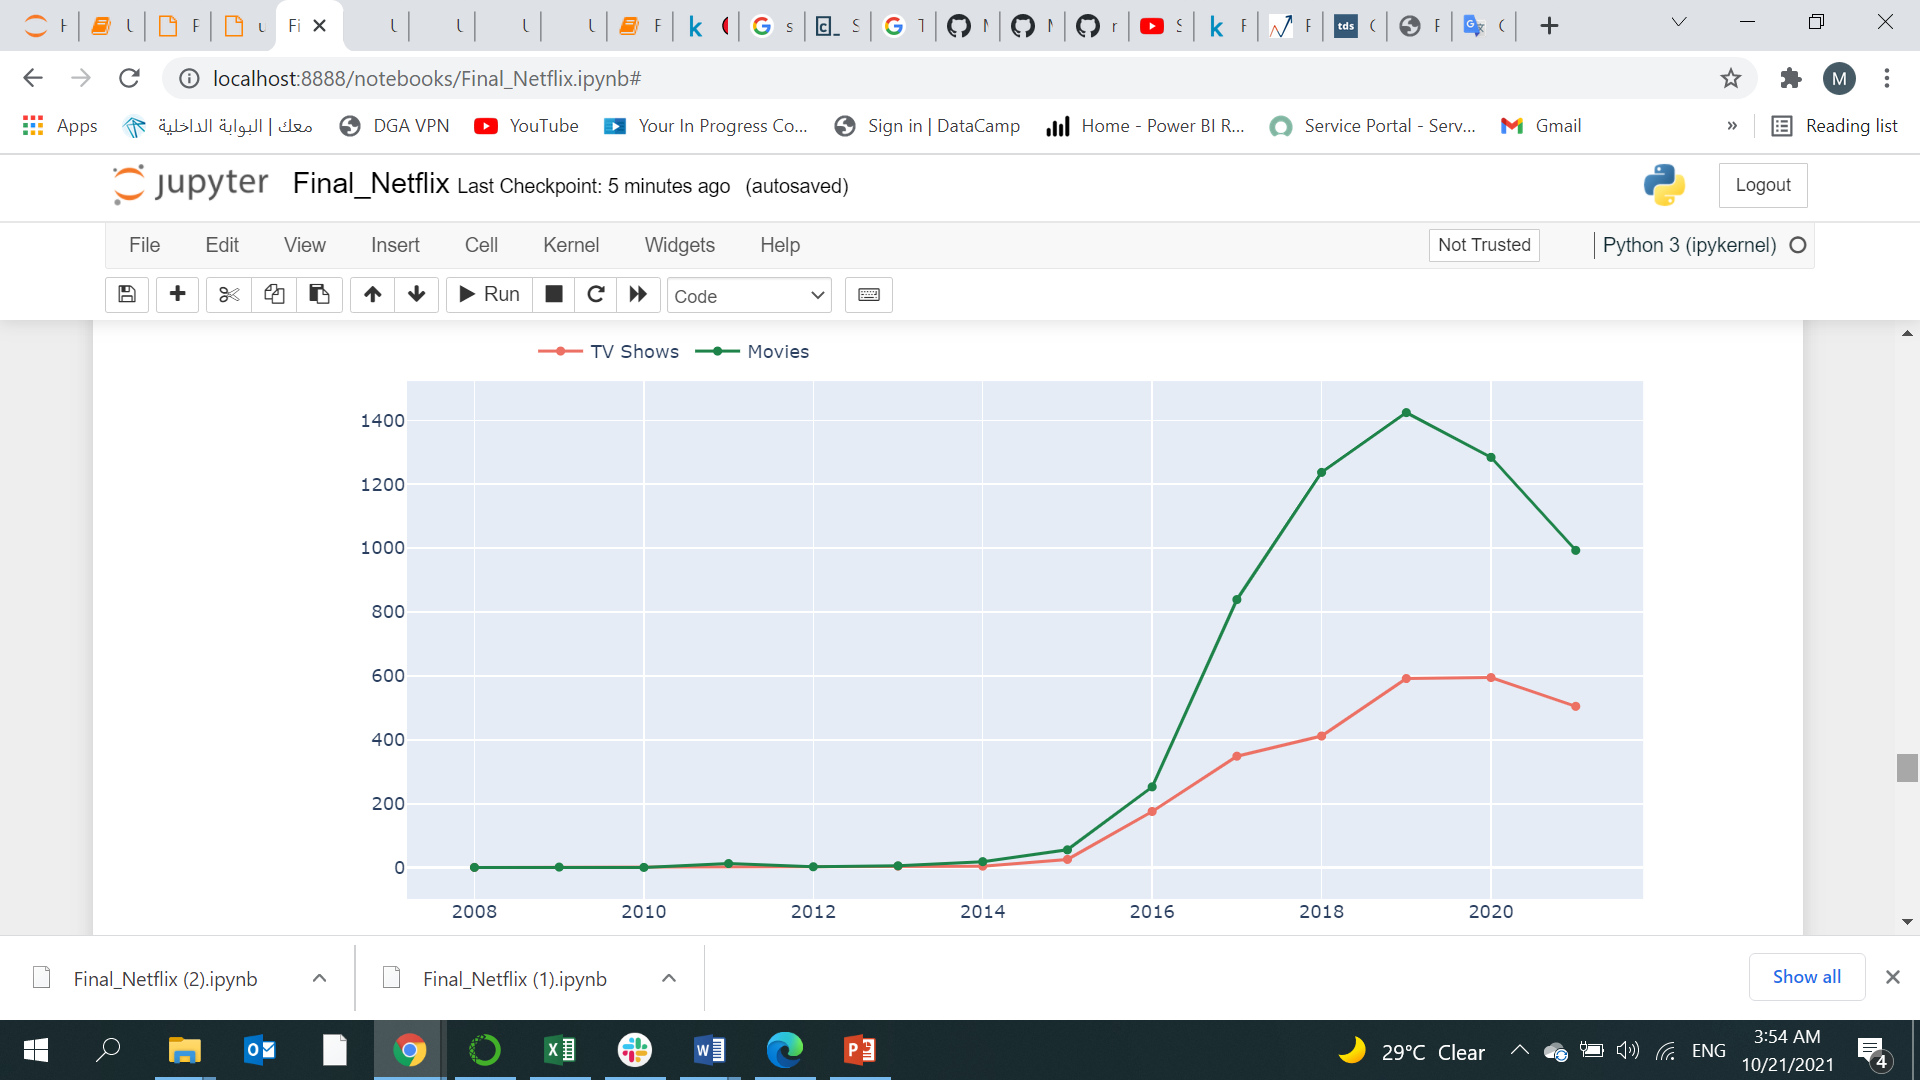 localhost:8888/notebooks/Final_Netflix.ipynb#
M
Apps
معك | البوابة الداخلية
DGA VPN
YouTube
Your In Progress Co...
Sign in | DataCamp
Home - Power BI R...
Service Portal - Serv...
Gmail
»
Reading list
jupyter Final_Netflix Last Checkpoint: 5 minutes ago (autosaved)
Logout
File Edit View Insert Cell Kernel Widgets Help
Not Trusted
Python 3 (ipykernel)
Run
Code
TV Shows Movies
1400
1200
1000
800
600
400
200
0
2008 2010 2012 2014 2016 2018 2020
Final_Netflix (2).ipynb
Final_Netflix (1).ipynb
Show all
29°C Clear
ENG
3:54 AM
10/21/2021
4